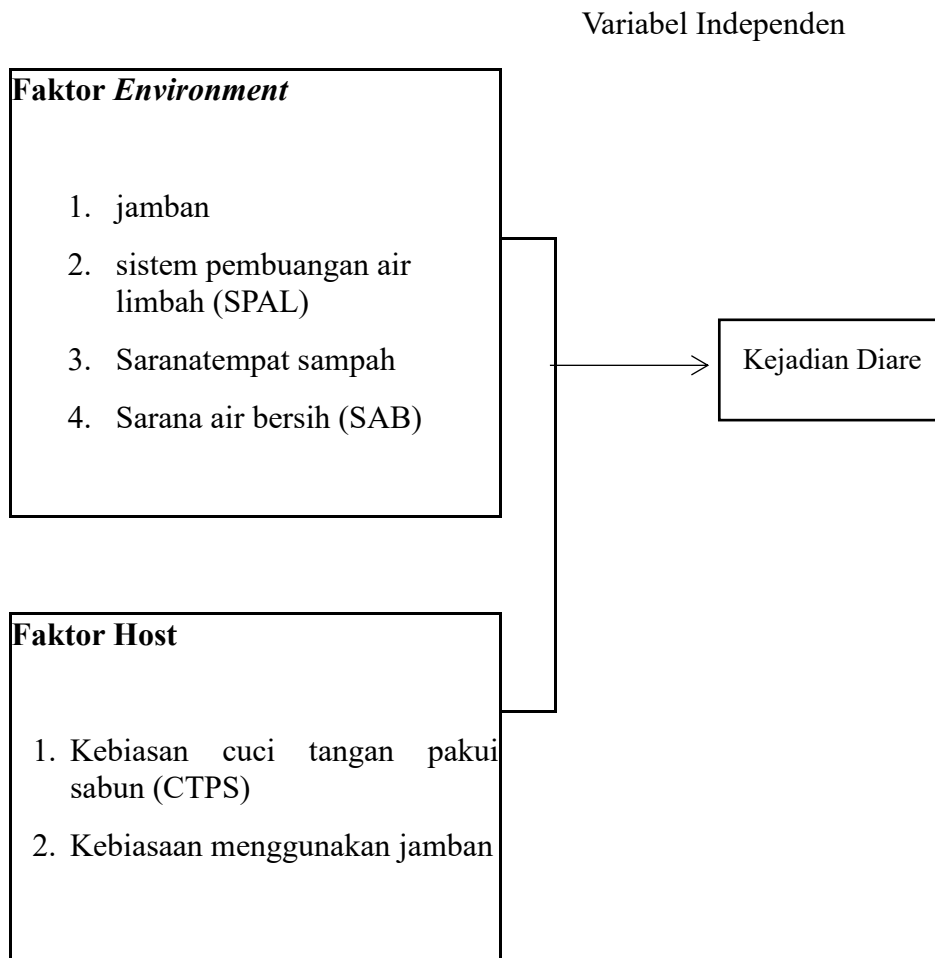 Variabel Independen
Faktor Environment
1. jamban
2. sistem pembuangan air
limbah (SPAL)
3. Saranatempat sampah
4. Sarana air bersih (SAB)
Kejadian Diare
Faktor Host
1. Kebiasan cuci tangan pakui
sabun (CTPS)
2. Kebiasaan menggunakan jamban